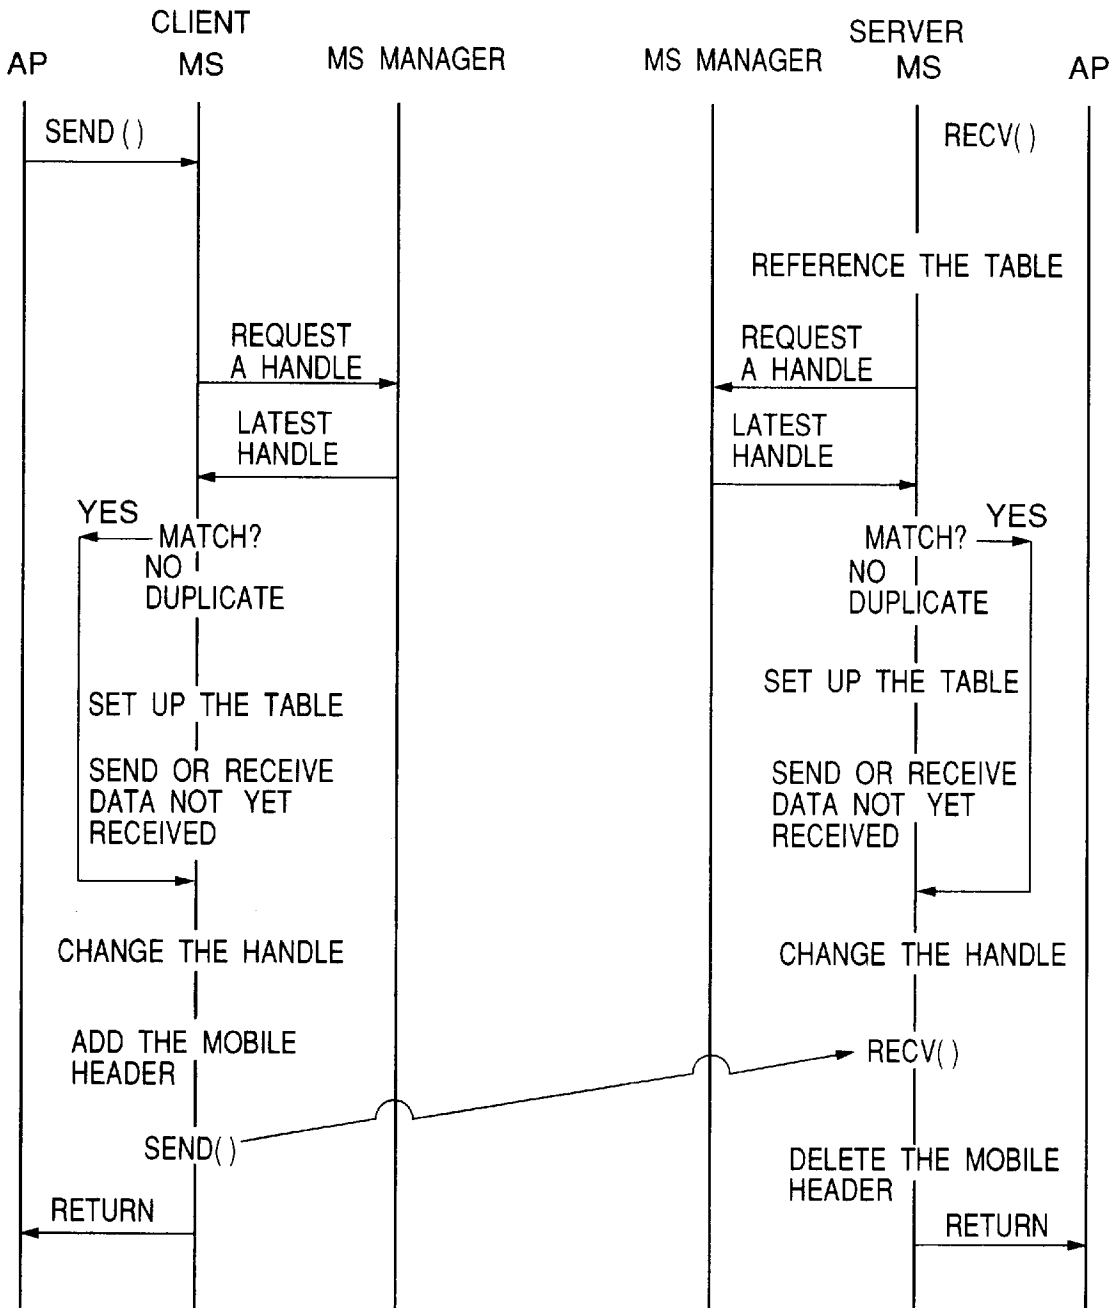 CLIENT
SERVER
AP
MS
MS MANAGER
MS MANAGER
MS
AP
SEND ( )
RECV( )
REFERENCE THE TABLE
REQUEST
A HANDLE
REQUEST
A HANDLE
LATEST
HANDLE
LATEST
HANDLE
YES
MATCH?
NO
DUPLICATE
MATCH?
YES
NO
DUPLICATE
SET UP THE TABLE
SET UP THE TABLE
SEND OR RECEIVE
DATA NOT YET
RECEIVED
SEND OR RECEIVE
DATA NOT YET
RECEIVED
CHANGE THE HANDLE
CHANGE THE HANDLE
ADD THE MOBILE
HEADER
RECV( )
SEND( )
DELETE THE MOBILE
HEADER
RETURN
RETURN